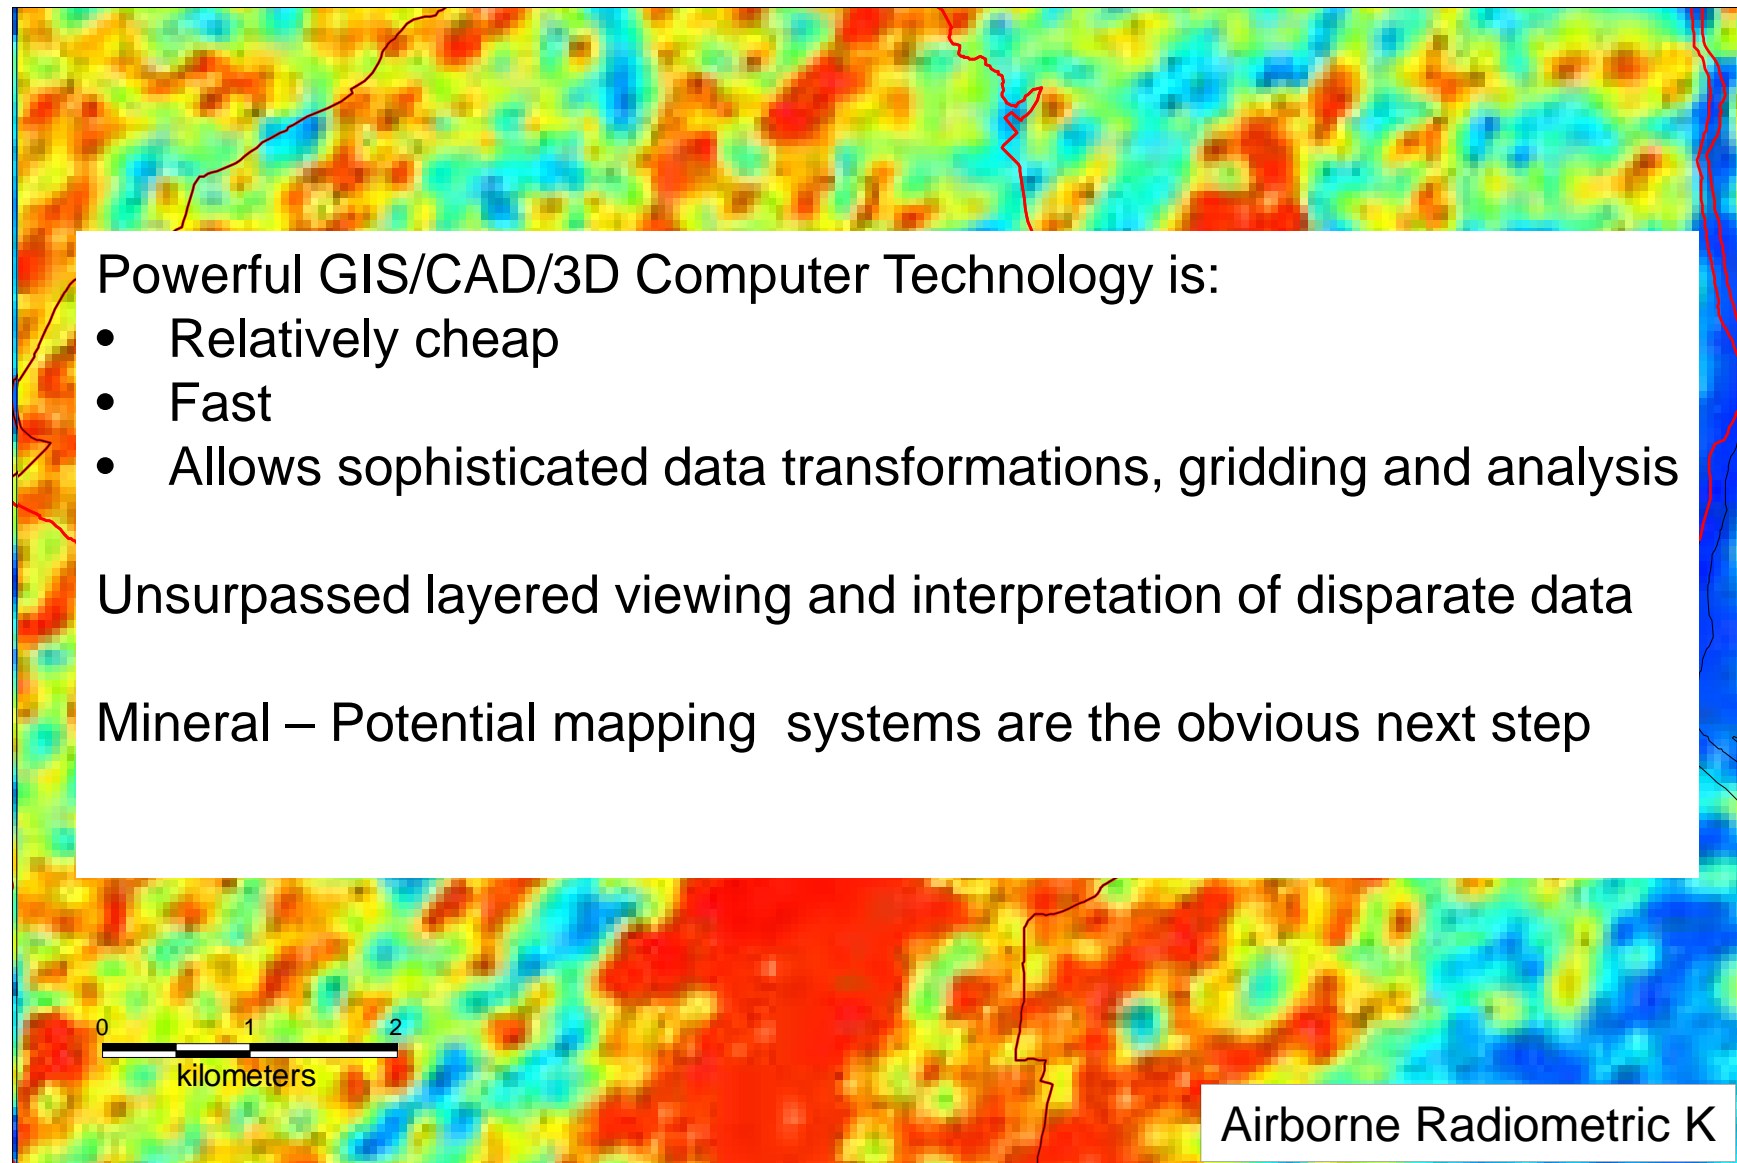 Powerful GIS/CAD/3D Computer Technology is:
• Relatively cheap
• Fast
• Allows sophisticated data transformations, gridding and analysis
Unsurpassed layered viewing and interpretation of disparate data
Mineral – Potential mapping  systems are the obvious next step
0 1 2
kilometers
Airborne Radiometric K